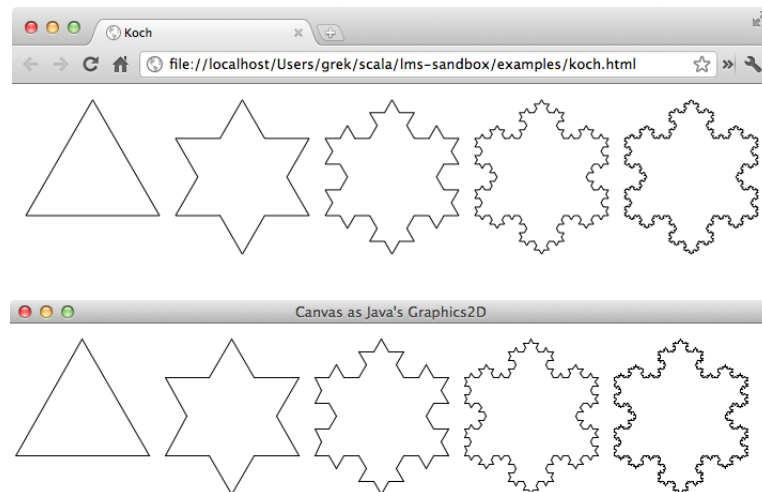 Koch
file://localhost/Users/grek/scala/lms-sandbox/examples/koch.html
Canvas as Java's Graphics2D